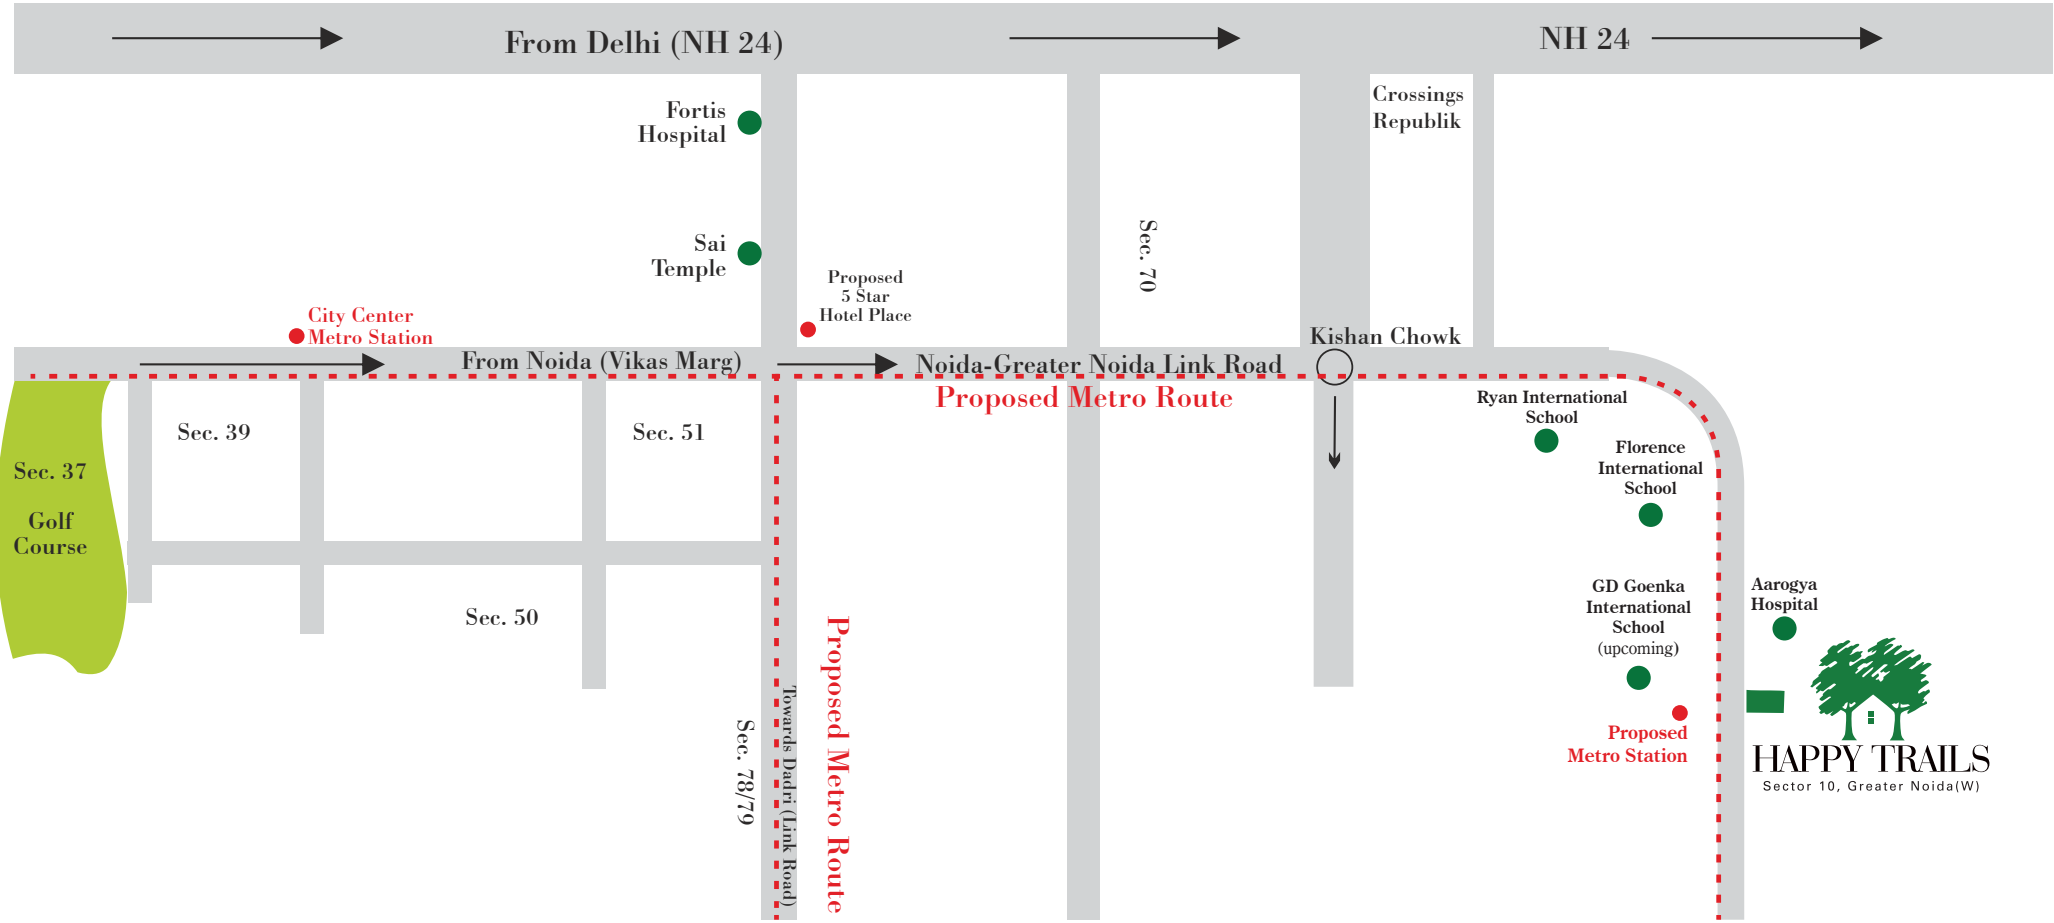 From Delhi (NH 24)
NH 24
Fortis
Hospital
Crossings
Republik
Sai
Temple
Sec. 70
Proposed
5 Star
Hotel Place
City Center
Metro Station
Kishan Chowk
From Noida (Vikas Marg)
Noida-Greater Noida Link Road
Proposed Metro Route
Sec. 39
Sec. 51
Ryan International
School
Florence
International
School
Sec. 37
Golf
Course
Sec. 50
GD Goenka
International
School
(upcoming)
Aarogya
Hospital
Proposed Metro Route
Towards Dadri (Link Road)
Sec. 78/79
Proposed
Metro Station
HAPPY TRAILS
Sector 10, Greater Noida(W)